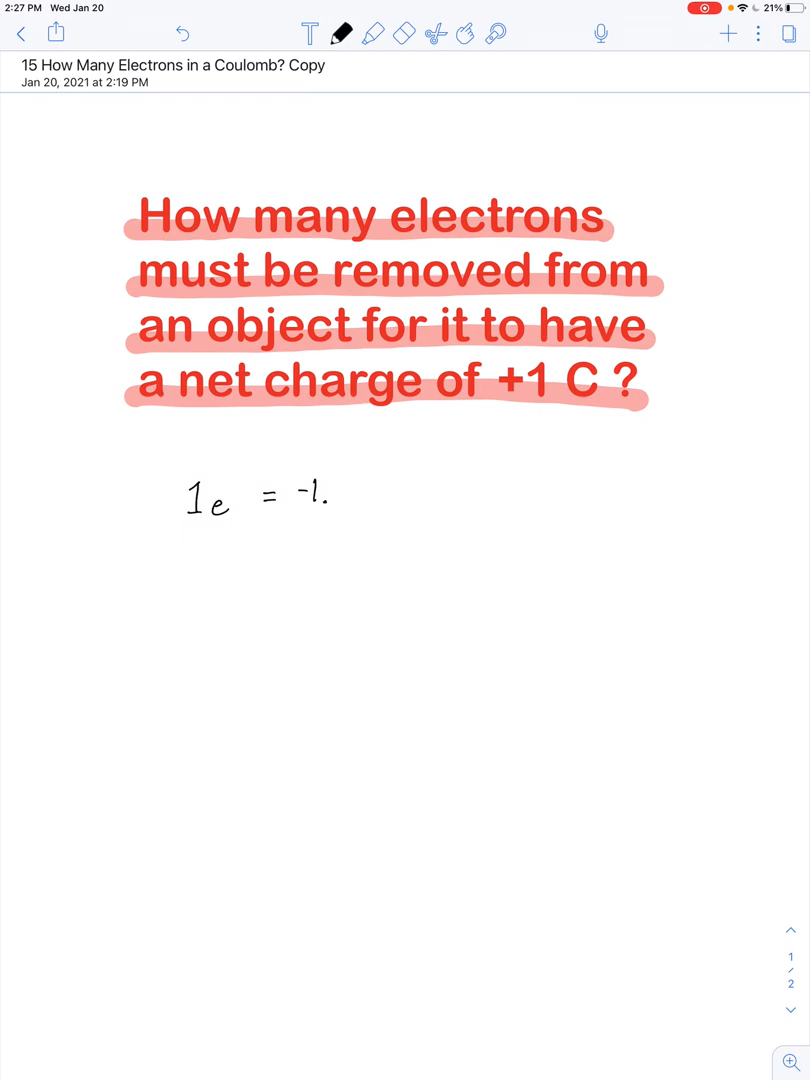 2:27 PM Wed Jan 20
21%
T
15 How Many Electrons in a Coulomb? Copy
Jan 20, 2021 at 2:19 PM
How many electrons
must be removed from
an object for it to have
a net charge of +1 C ?
1e = -1.
1
/
2